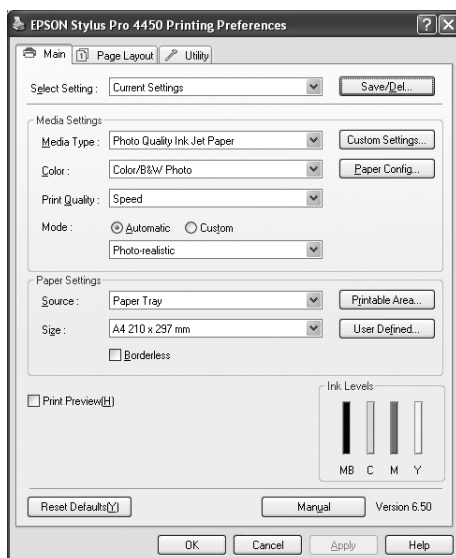 EPSON Stylus Pro 4450 Printing Preferences
Main Page Layout Utility
Select Setting : Current Settings Save/Del...
Media Settings
Media Type : Photo Quality Ink Jet Paper Custom Settings...
Color : Color/B&W Photo Paper Config...
Print Quality : Speed
Mode : Automatic Custom
Photo-realistic
Paper Settings
Source : Paper Tray Printable Area...
Size : A4 210 x 297 mm User Defined...
Borderless
Print Preview(H)
Ink Levels
MB C M Y
Reset Defaults(Y) Manual Version 6.50
OK Cancel Apply Help